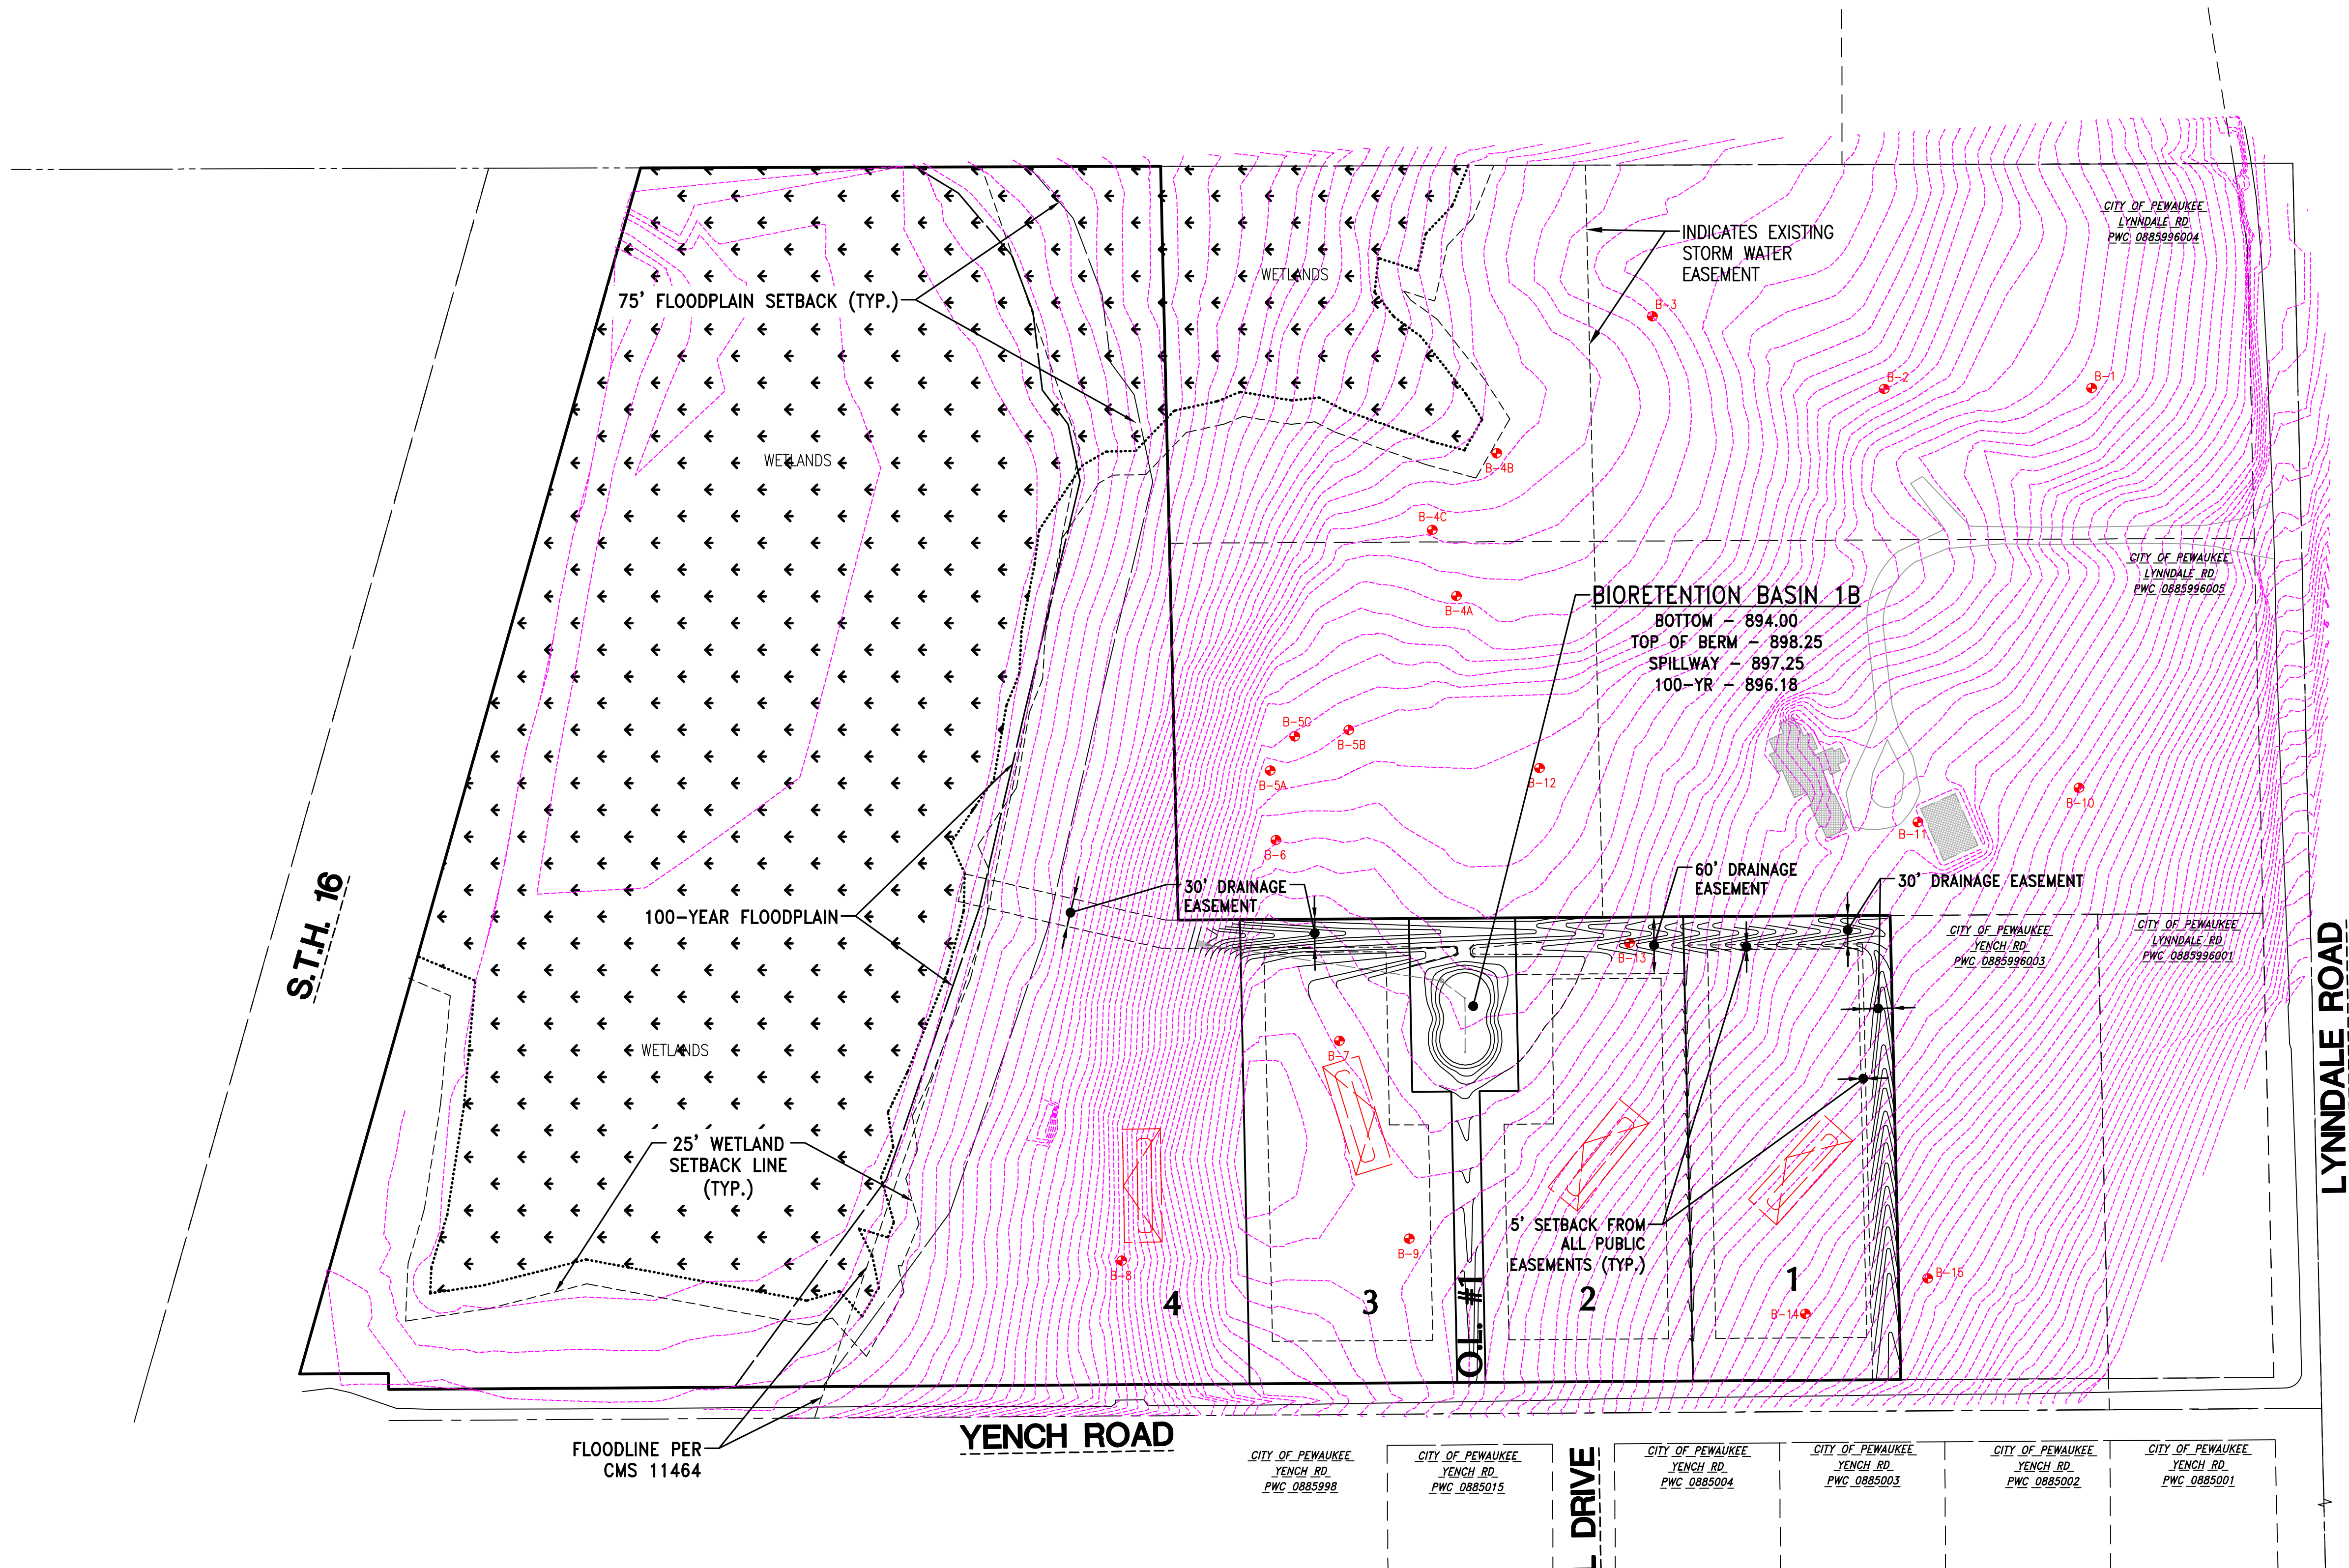 CITY OF PEWAUKEE
LYNNDALE RD
PWC 0885996004
INDICATES EXISTING
STORM WATER
EASEMENT
WETLANDS
75' FLOODPLAIN SETBACK (TYP.)
B-3
B-2
B-1
WETLANDS
B-4B
B-4C
CITY OF PEWAUKEE
LYNNDALE RD
PWC 0885996005
BIORETENTION BASIN 1B
BOTTOM - 894.00
TOP OF BERM - 898.25
SPILLWAY - 897.25
100-YR - 896.18
B-4A
B-5C
B-5B
B-5A
B-12
B-10
B-11
B-6
S.T.H. 16
30' DRAINAGE
EASEMENT
60' DRAINAGE
EASEMENT
30' DRAINAGE EASEMENT
100-YEAR FLOODPLAIN
CITY OF PEWAUKEE
YENCH RD
PWC 0885996003
CITY OF PEWAUKEE
LYNNDALE RD
PWC 0885996001
B-13
LYNNDALE ROAD
WETLANDS
B-7
25' WETLAND
SETBACK LINE
(TYP.)
5' SETBACK FROM
ALL PUBLIC
EASEMENTS (TYP.)
B-8
B-9
B-15
B-14
4
3
O.L. #1
2
1
YENCH ROAD
FLOODLINE PER
CMS 11464
CITY OF PEWAUKEE
YENCH RD
PWC 0885998
CITY OF PEWAUKEE
YENCH RD
PWC 0885015
DRIVE
CITY OF PEWAUKEE
YENCH RD
PWC 0885004
CITY OF PEWAUKEE
YENCH RD
PWC 0885003
CITY OF PEWAUKEE
YENCH RD
PWC 0885002
CITY OF PEWAUKEE
YENCH RD
PWC 0885001